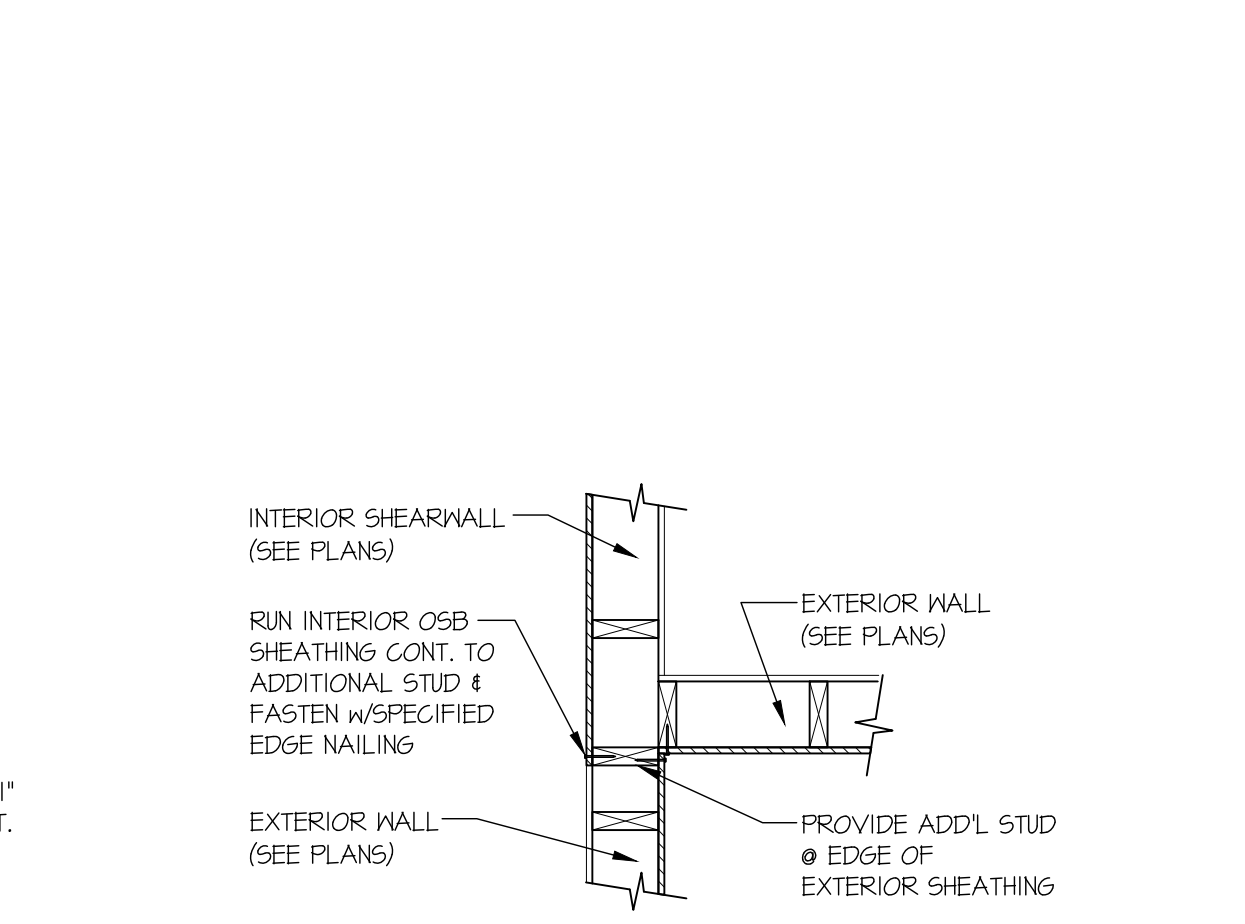 INTERIOR SHEARWALL
(SEE PLANS)
RUN INTERIOR OSB
SHEATHING CONT. TO
ADDITIONAL STUD &
FASTEN w/SPECIFIED
EDGE NAILING
EXTERIOR WALL
(SEE PLANS)
EXTERIOR WALL
(SEE PLANS)
PROVIDE ADD'L STUD
@ EDGE OF
EXTERIOR SHEATHING